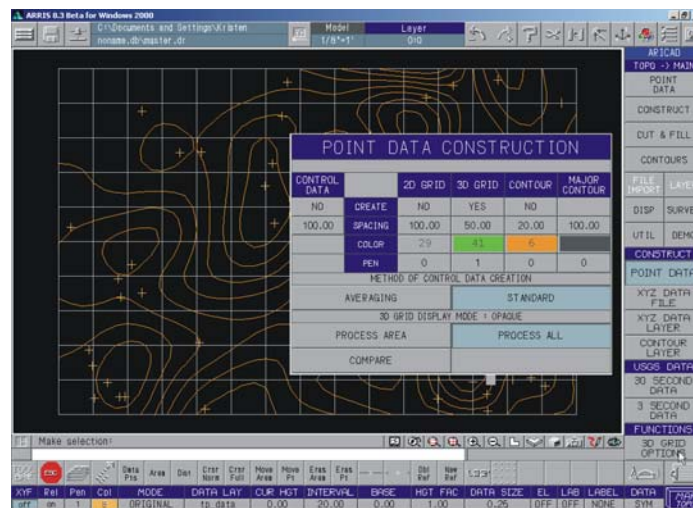 ARRIS 8.3 Beta for Windows 2000
C:\Documents and Settings\Kristen
noname.db\master.dr
Model
1/8"=1'
Layer
0:0
ARICAD
TOPO -> MAIN
POINT
DATA
CONSTRUCT
CUT & FILL
CONTOURS
FILE
IMPORT
LAYE
DISP
SURVE
UTIL
DEMO
CONSTRUCT
POINT DATA
XYZ DATA
FILE
XYZ DATA
LAYER
CONTOUR
LAYER
USGS DATA
30 SECOND
DATA
3 SECOND
DATA
FUNCTIONS
3D GRID
OPTIONS
POINT DATA CONSTRUCTION
CONTROL DATA 2D GRID 3D GRID CONTOUR MAJOR CONTOUR
NO CREATE NO YES NO
100.00 SPACING 100.00 50.00 20.00 100.00
COLOR 29 41 6
PEN 0 1 0 0
METHOD OF CONTROL DATA CREATION
AVERAGING STANDARD
3D GRID DISPLAY MODE : OPAQUE
PROCESS AREA PROCESS ALL
COMPARE
Make selection:
ESC
Data Pts
Area
Dist
Crsr Norm
Crsr Full
Move Area
Move Pt
Eras Area
Eras Pt
Dbl Ref
New Ref
XYF Rel Pen Col MODE DATA LAY CUR HGT INTERVAL BASE HGT FAC DATA SIZE EL LAB LABEL DATA
off on 1 6 ORIGINAL tp_data 0.00 20.00 0.00 1.00 0.25 OFF OFF NONE SYM